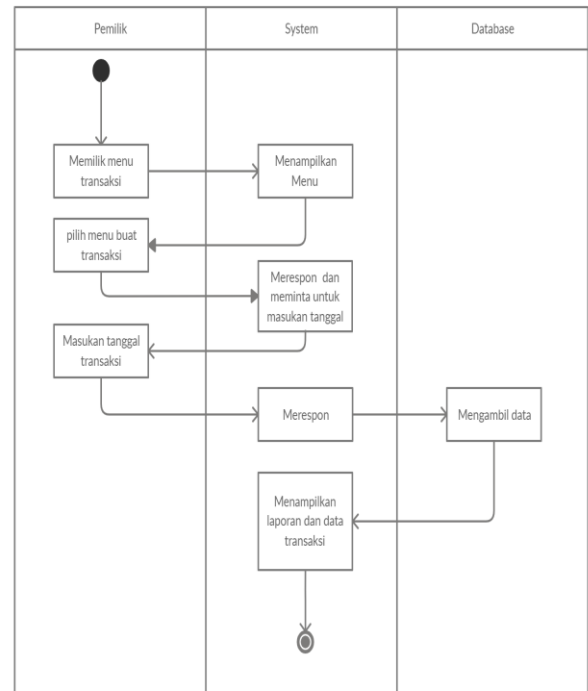 Pemilik
System
Database
Memilik menu
transaksi
Menampilkan
Menu
pilih menu buat
transaksi
Merespon dan
meminta untuk
masukan tanggal
Masukan tanggal
transaksi
Merespon
Mengambil data
Menampilkan
laporan dan data
transaksi